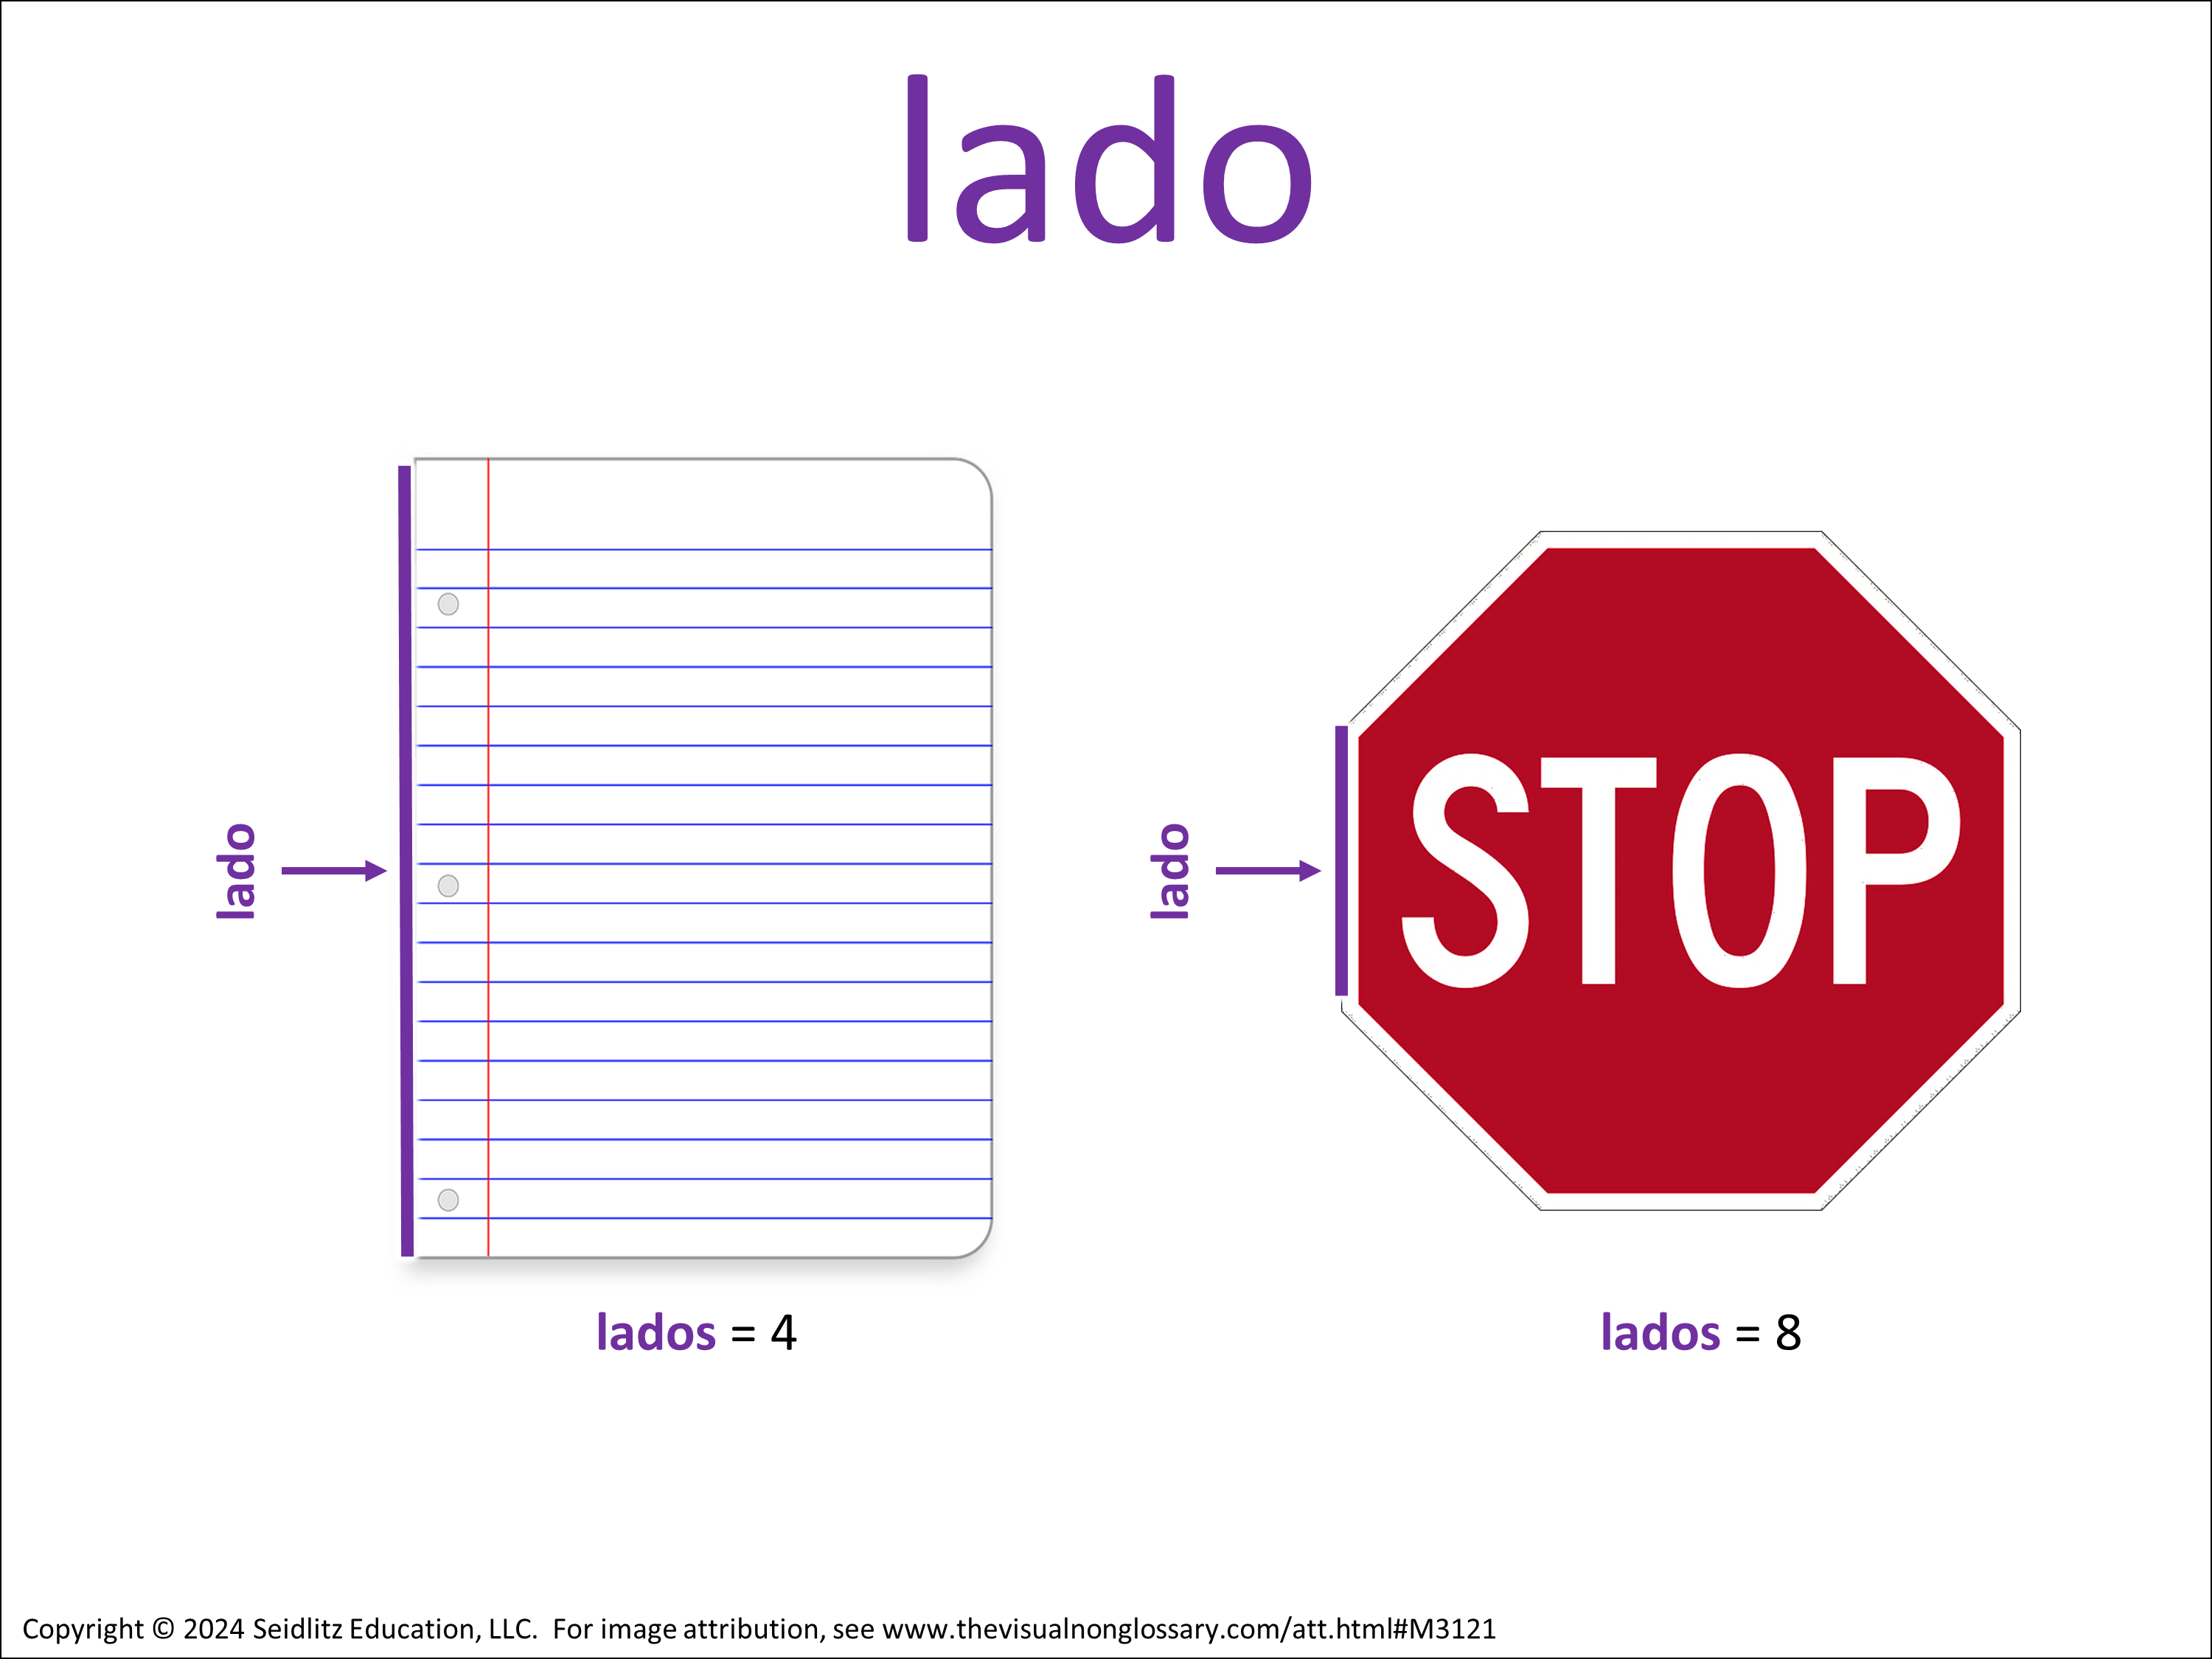 lado
lado
lado
STOP
lados = 4
lados = 8
Copyright © 2024 Seidlitz Education, LLC.  For image attribution, see www.thevisualnonglossary.com/att.html#M3121